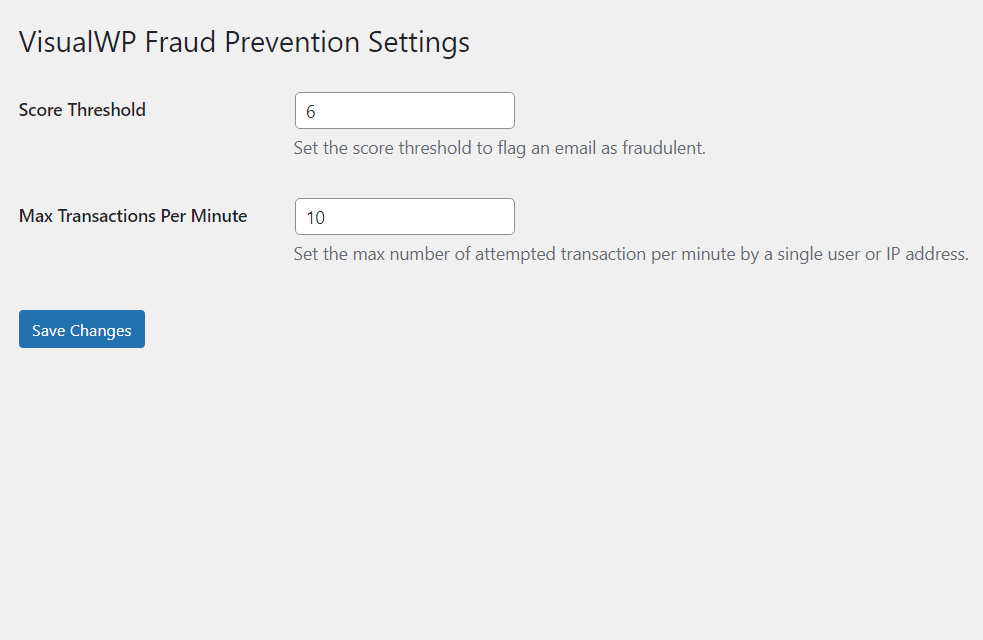 VisualWP Fraud Prevention Settings
Score Threshold
6
Set the score threshold to flag an email as fraudulent.
Max Transactions Per Minute
10
Set the max number of attempted transaction per minute by a single user or IP address.
Save Changes